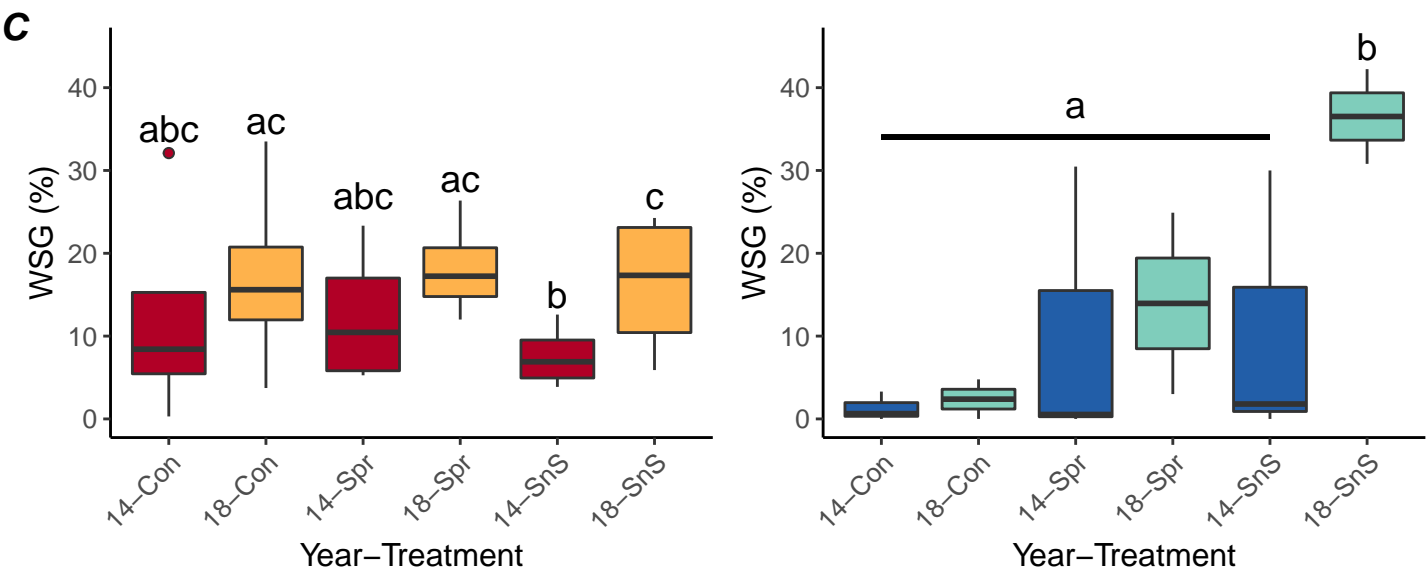 C
WSG (%)
40
30
20
10
0
abc
ac
abc
ac
b
c
14−Con
18−Con
14−Spr
18−Spr
14−SnS
18−SnS
Year−Treatment
WSG (%)
40
30
20
10
0
a
b
14−Con
18−Con
14−Spr
18−Spr
14−SnS
18−SnS
Year−Treatment